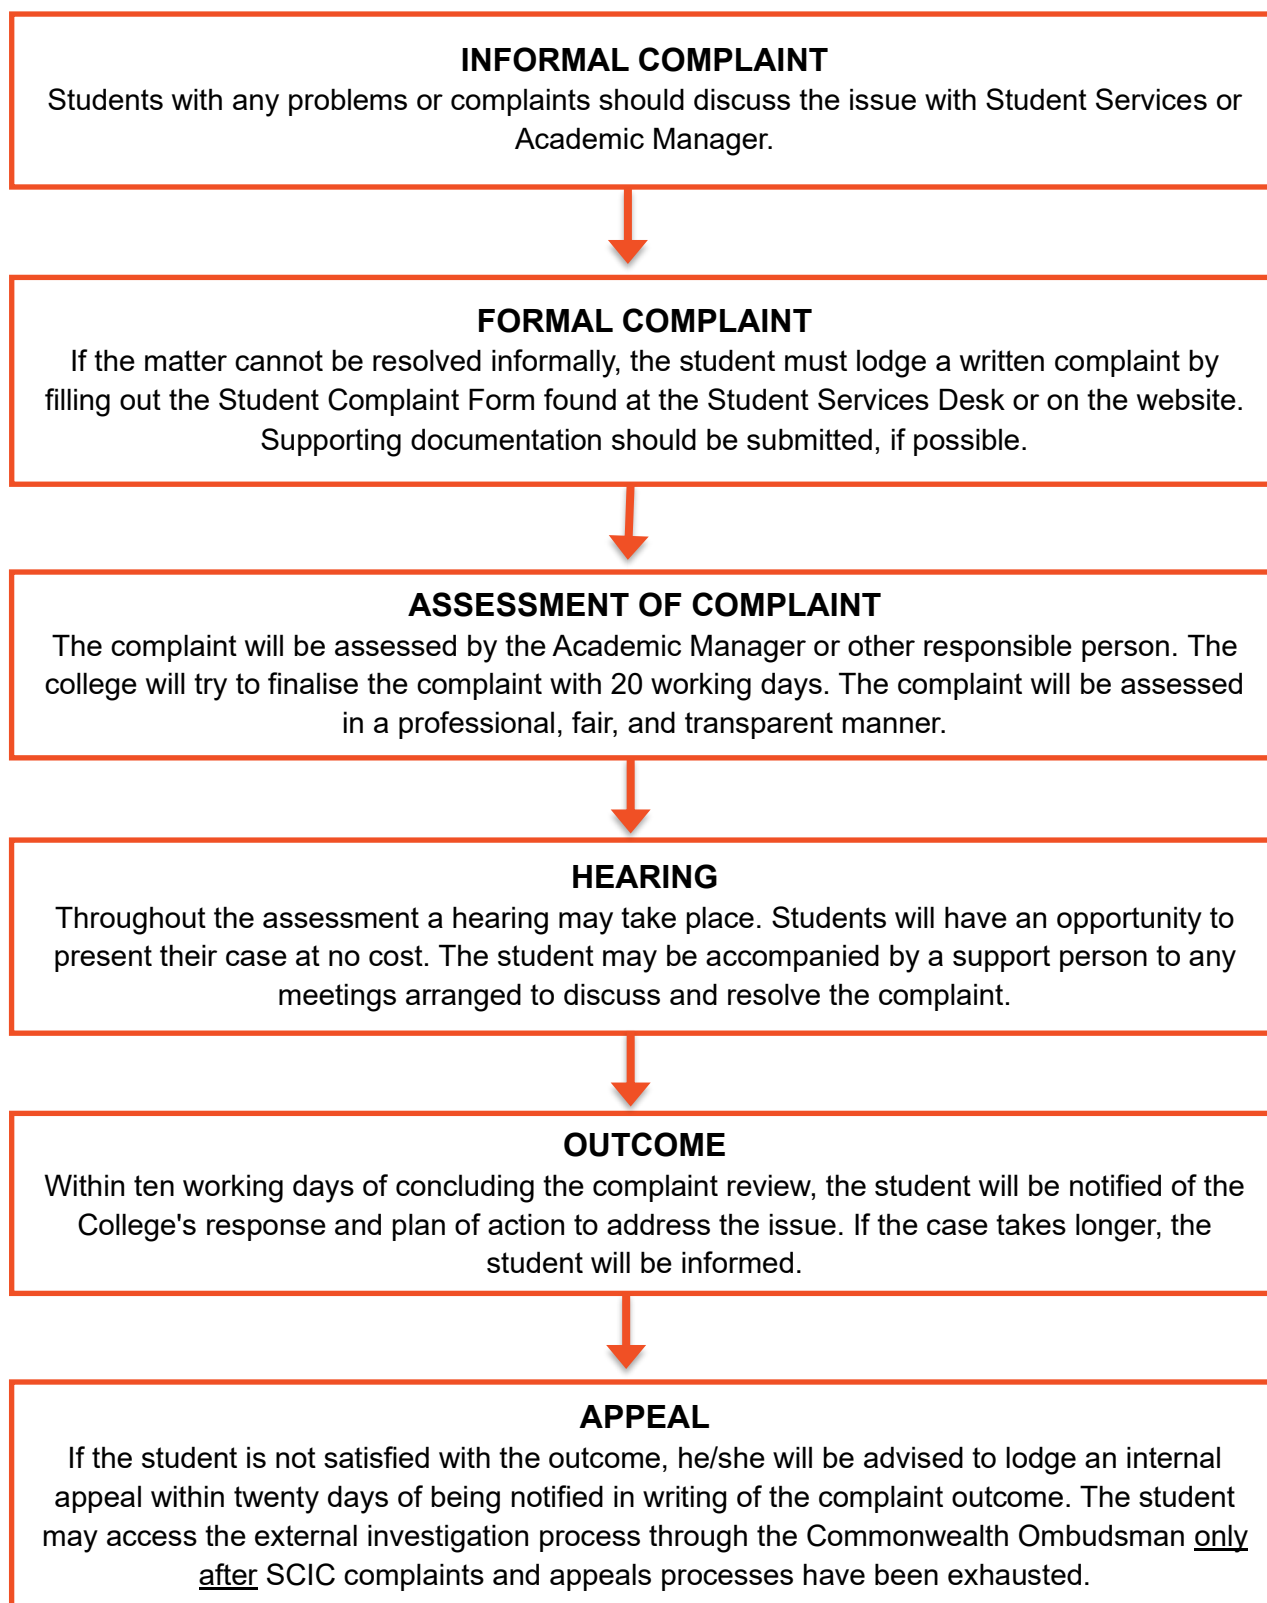 INFORMAL COMPLAINT
Students with any problems or complaints should discuss the issue with Student Services or
Academic Manager.
FORMAL COMPLAINT
If the matter cannot be resolved informally, the student must lodge a written complaint by
filling out the Student Complaint Form found at the Student Services Desk or on the website.
Supporting documentation should be submitted, if possible.
ASSESSMENT OF COMPLAINT
The complaint will be assessed by the Academic Manager or other responsible person. The
college will try to finalise the complaint with 20 working days. The complaint will be assessed
in a professional, fair, and transparent manner.
HEARING
Throughout the assessment a hearing may take place. Students will have an opportunity to
present their case at no cost. The student may be accompanied by a support person to any
meetings arranged to discuss and resolve the complaint.
OUTCOME
Within ten working days of concluding the complaint review, the student will be notified of the
College's response and plan of action to address the issue. If the case takes longer, the
student will be informed.
APPEAL
If the student is not satisfied with the outcome, he/she will be advised to lodge an internal
appeal within twenty days of being notified in writing of the complaint outcome. The student
may access the external investigation process through the Commonwealth Ombudsman only
after SCIC complaints and appeals processes have been exhausted.